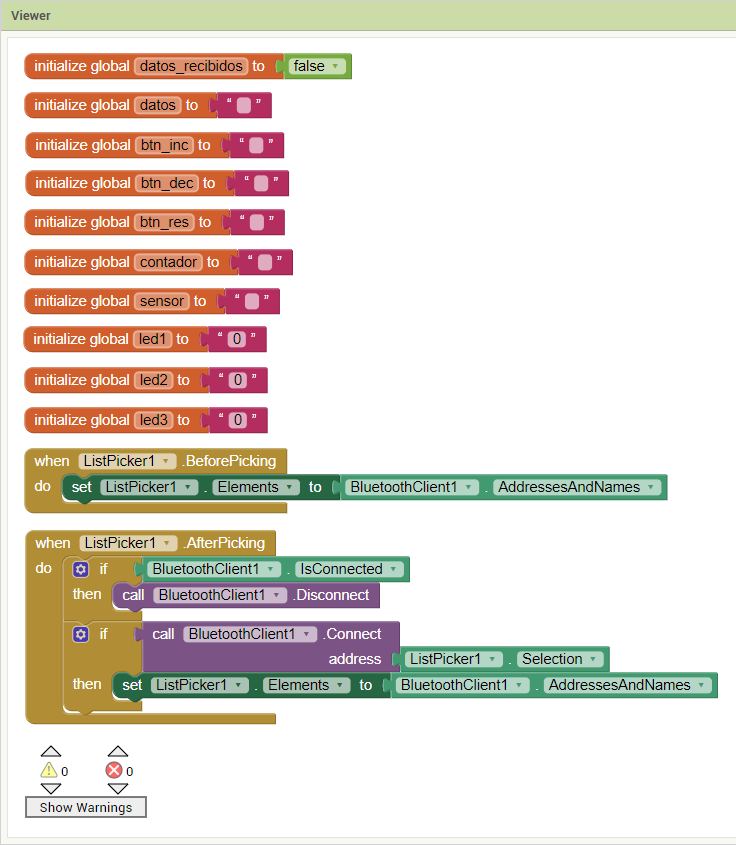 Viewer
initialize global datos_recibidos to false
initialize global datos to “ ”
initialize global btn_inc to “ ”
initialize global btn_dec to “ ”
initialize global btn_res to “ ”
initialize global contador to “ ”
initialize global sensor to “ ”
initialize global led1 to “ 0 ”
initialize global led2 to “ 0 ”
initialize global led3 to “ 0 ”
when ListPicker1 .BeforePicking
do set ListPicker1 . Elements to BluetoothClient1 . AddressesAndNames
when ListPicker1 .AfterPicking
do if BluetoothClient1 . IsConnected
then call BluetoothClient1 .Disconnect
if call BluetoothClient1 .Connect
address ListPicker1 . Selection
then set ListPicker1 . Elements to BluetoothClient1 . AddressesAndNames
0 0
Show Warnings